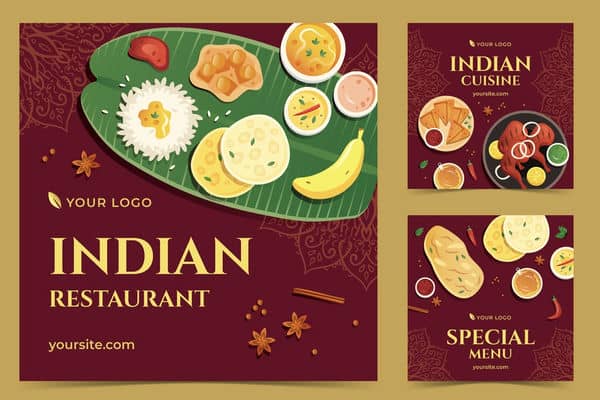 YOUR LOGO
INDIAN
RESTAURANT
yoursite.com
YOUR LOGO
INDIAN
CUISINE
yoursite.com
YOUR LOGO
SPECIAL
MENU
yoursite.com